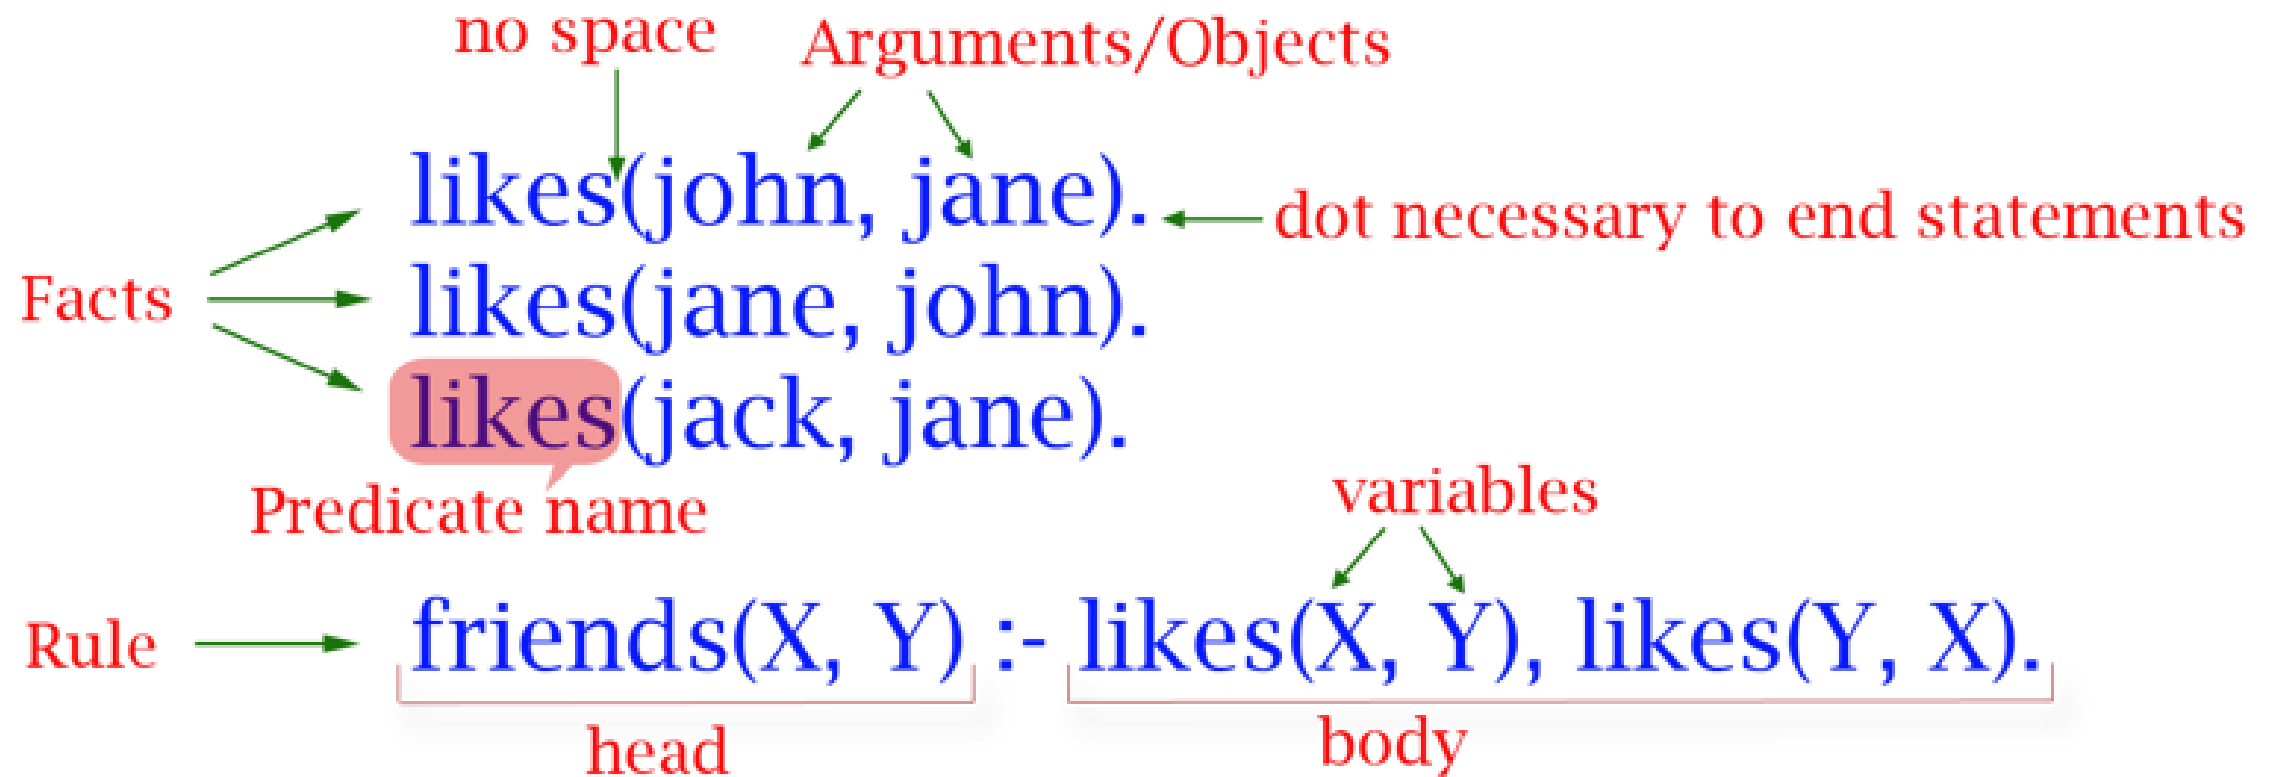 no space Arguments/Objects
likes(john, jane). dot necessary to end statements
Facts likes(jane, john).
likes(jack, jane).
Predicate name variables
Rule friends(X, Y) :- likes(X, Y), likes(Y, X).
head body